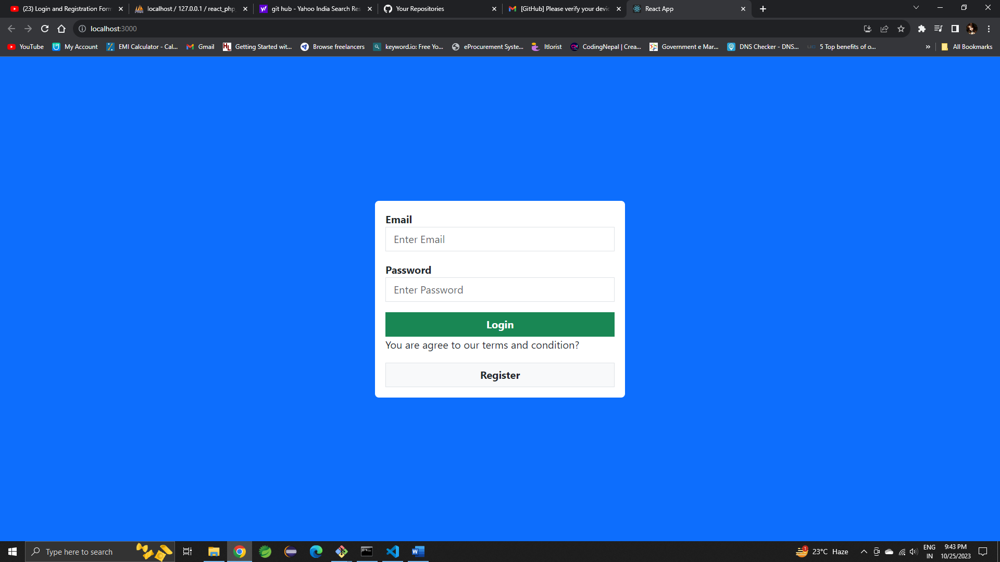 (23) Login and Registration Form
localhost / 127.0.0.1 / react_php_
git hub - Yahoo India Search Res
Your Repositories
[GitHub] Please verify your devic
React App
localhost:3000
YouTube
My Account
EMI Calculator - Cal...
Gmail
Getting Started wit...
Browse freelancers
keyword.io: Free Yo...
eProcurement Syste...
Itlorist
CodingNepal | Crea...
Government e Mar...
DNS Checker - DNS...
5 Top benefits of o...
»
All Bookmarks
Email
Enter Email
Password
Enter Password
Login
You are agree to our terms and condition?
Register
Type here to search
1
23°C Haze
ENG
IN
9:43 PM
10/25/2023